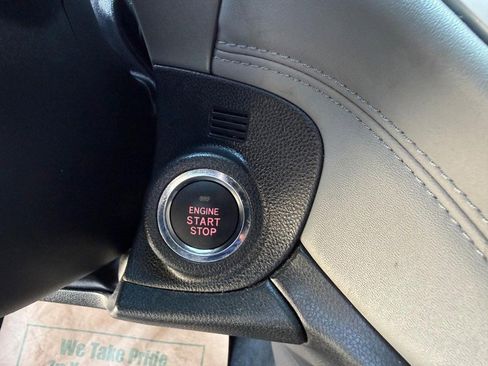 ENGINE
START
STOP
We Take Pride